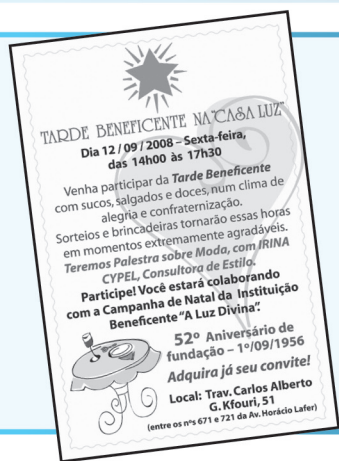 TARDE BENEFICENTE NA "CASA LUZ"
Dia 12 / 09 / 2008 – Sexta-feira,
das 14h00 às 17h30
Venha participar da Tarde Beneficente
com sucos, salgados e doces, num clima de
alegria e confraternização.
Sorteios e brincadeiras tornarão essas horas
em momentos extremamente agradáveis.
Teremos Palestra sobre Moda, com IRINA
CYPEL, Consultora de Estilo.
Participe! Você estará colaborando
com a Campanha de Natal da Instituição
Beneficente "A Luz Divina".
52º Aniversário de
fundação – 1º/09/1956
Adquira já seu convite!
Local: Trav. Carlos Alberto
G. Kfouri, 51
(entre os nºs 671 e 721 da Av. Horácio Lafer)